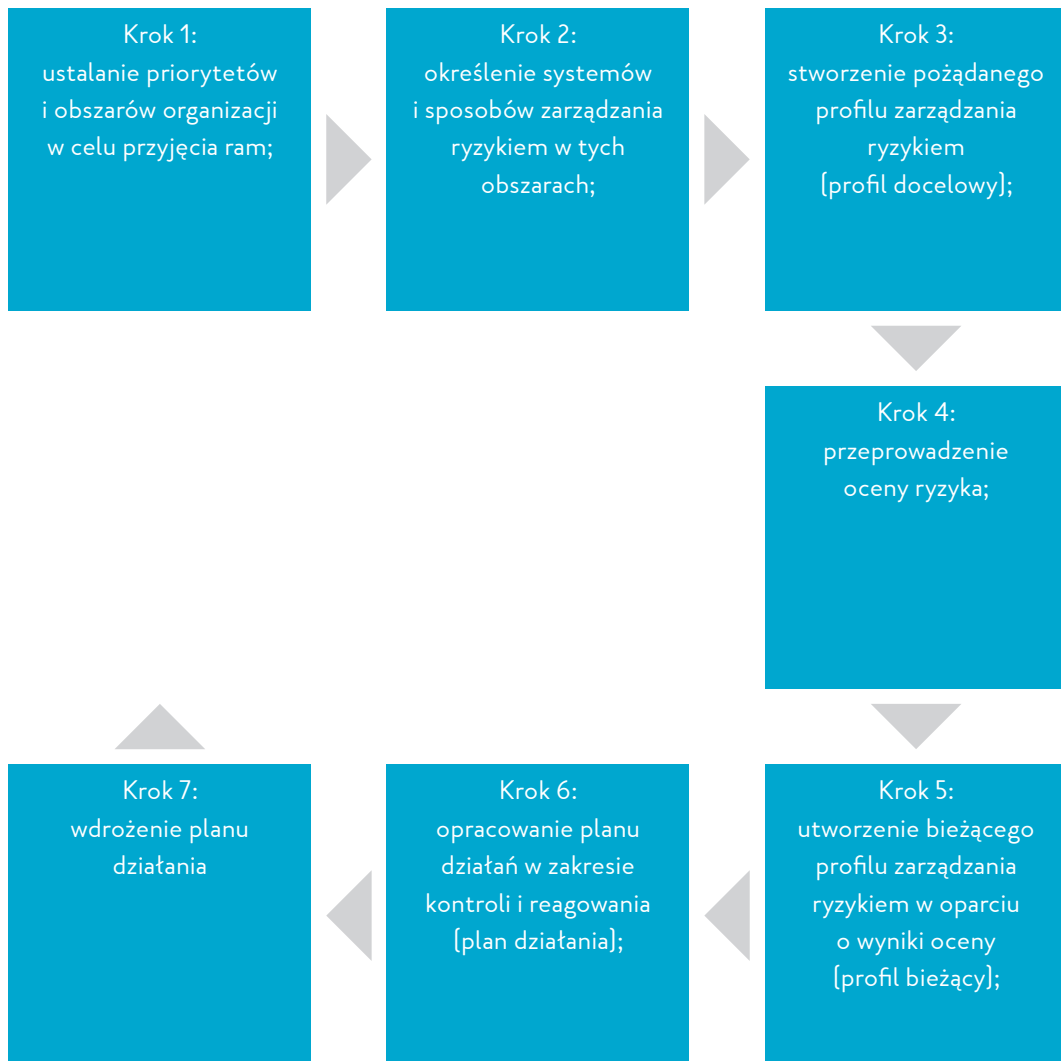 Krok 1:
ustalanie priorytetów
i obszarów organizacji
w celu przyjęcia ram;
Krok 2:
określenie systemów
i sposobów zarządzania
ryzykiem w tych
obszarach;
Krok 3:
stworzenie pożądanego
profilu zarządzania
ryzykiem
(profil docelowy);
Krok 4:
przeprowadzenie
oceny ryzyka;
Krok 5:
utworzenie bieżącego
profilu zarządzania
ryzykiem w oparciu
o wyniki oceny
(profil bieżący);
Krok 6:
opracowanie planu
działań w zakresie
kontroli i reagowania
(plan działania);
Krok 7:
wdrożenie planu
działania